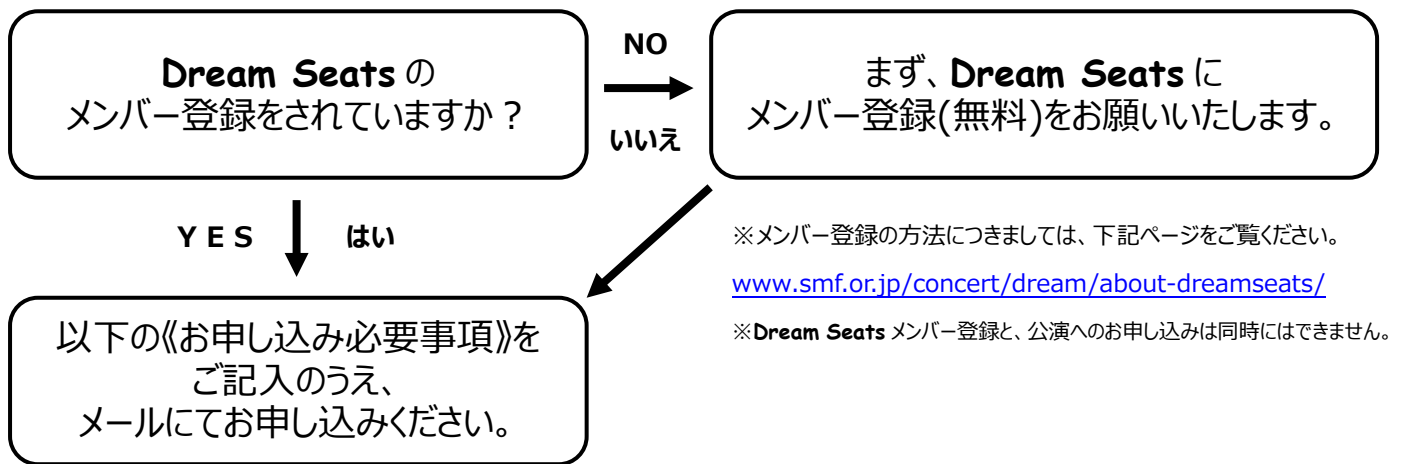 Dream Seats の
メンバー登録をされていますか？
NO
いいえ
まず、Dream Seats に
メンバー登録(無料)をお願いいたします。
YES はい
※メンバー登録の方法につきましては、下記ページをご覧ください。
www.smf.or.jp/concert/dream/about-dreamseats/
※Dream Seats メンバー登録と、公演へのお申し込みは同時にはできません。
以下の《お申し込み必要事項》を
ご記入のうえ、
メールにてお申し込みください。